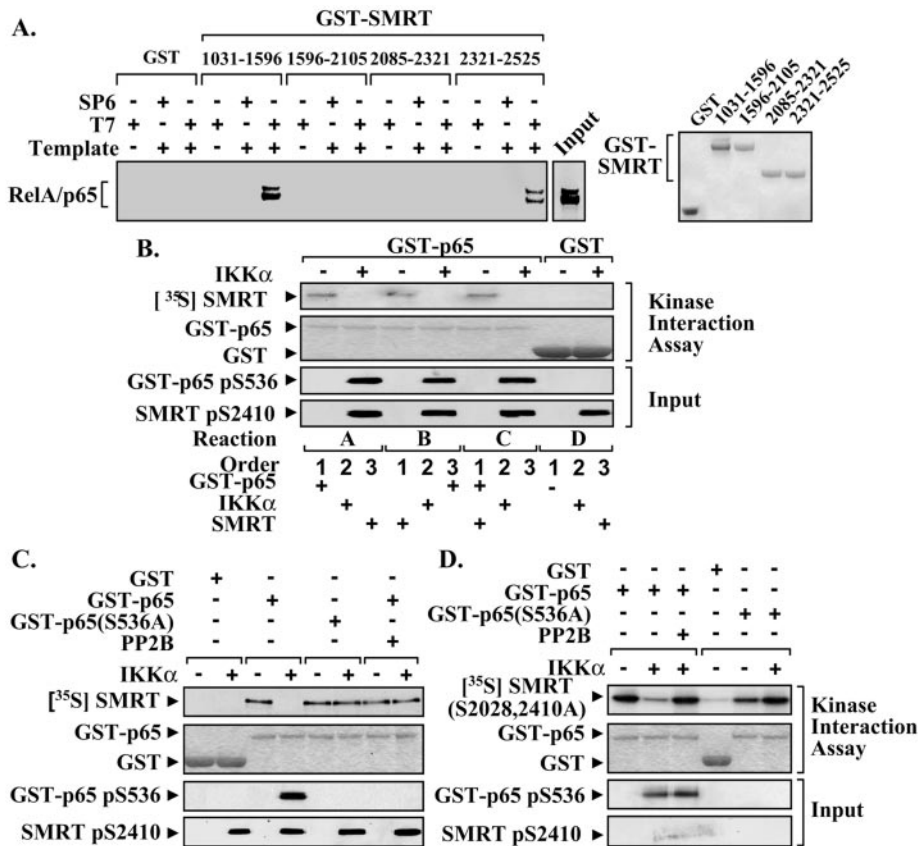 A.
GST-SMRT
GST 1031-1596 1596-2105 2085-2321 2321-2525
SP6 - + - - + - - + - - + - - + -
T7 + - + + - + + - + + - + + - +
Template - + + - + + - + + - + + - + +
Input
RelA/p65
GST 1031-1596 1596-2105 2085-2321 2321-2525
GST-
SMRT
B.
GST-p65 GST
IKKα - + - + - + - +
[ ³⁵S] SMRT
GST-p65
GST
Kinase
Interaction
Assay
GST-p65 pS536
SMRT pS2410
Input
Reaction A B C D
Order 1 2 3 1 2 3 1 2 3 1 2 3
GST-p65 + + + -
IKKα + + + +
SMRT + + + +
C.
GST + - - -
GST-p65 - + - +
GST-p65(S536A) - - + -
PP2B - - - +
IKKα - + - + - + - +
[³⁵S] SMRT
GST-p65
GST
GST-p65 pS536
SMRT pS2410
D.
GST - - - + - -
GST-p65 + + + - - -
GST-p65(S536A) - - - - + +
PP2B - - + - - -
IKKα - + + - - +
[³⁵S] SMRT
(S2028,2410A)
GST-p65
GST
Kinase
Interaction
Assay
GST-p65 pS536
SMRT pS2410
Input